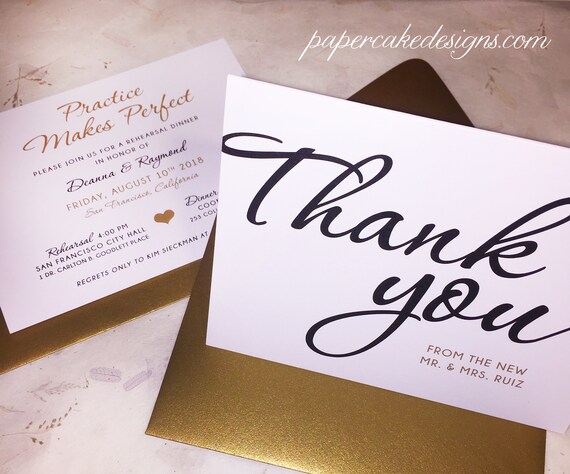 papercakedesigns.com
Practice
Makes Perfect
PLEASE JOIN US FOR A REHEARSAL DINNER
IN HONOR OF
Deanna & Raymond
FRIDAY, AUGUST 10TH 2018
San Francisco, California
Rehearsal 4:00 PM
SAN FRANCISCO CITY HALL
1 DR. CARLTON B. GOODLETT PLACE
Dinner
COO
353 COLU
REGRETS ONLY TO KIM SIECKMAN AT
Thank
you
FROM THE NEW
MR. & MRS. RUIZ